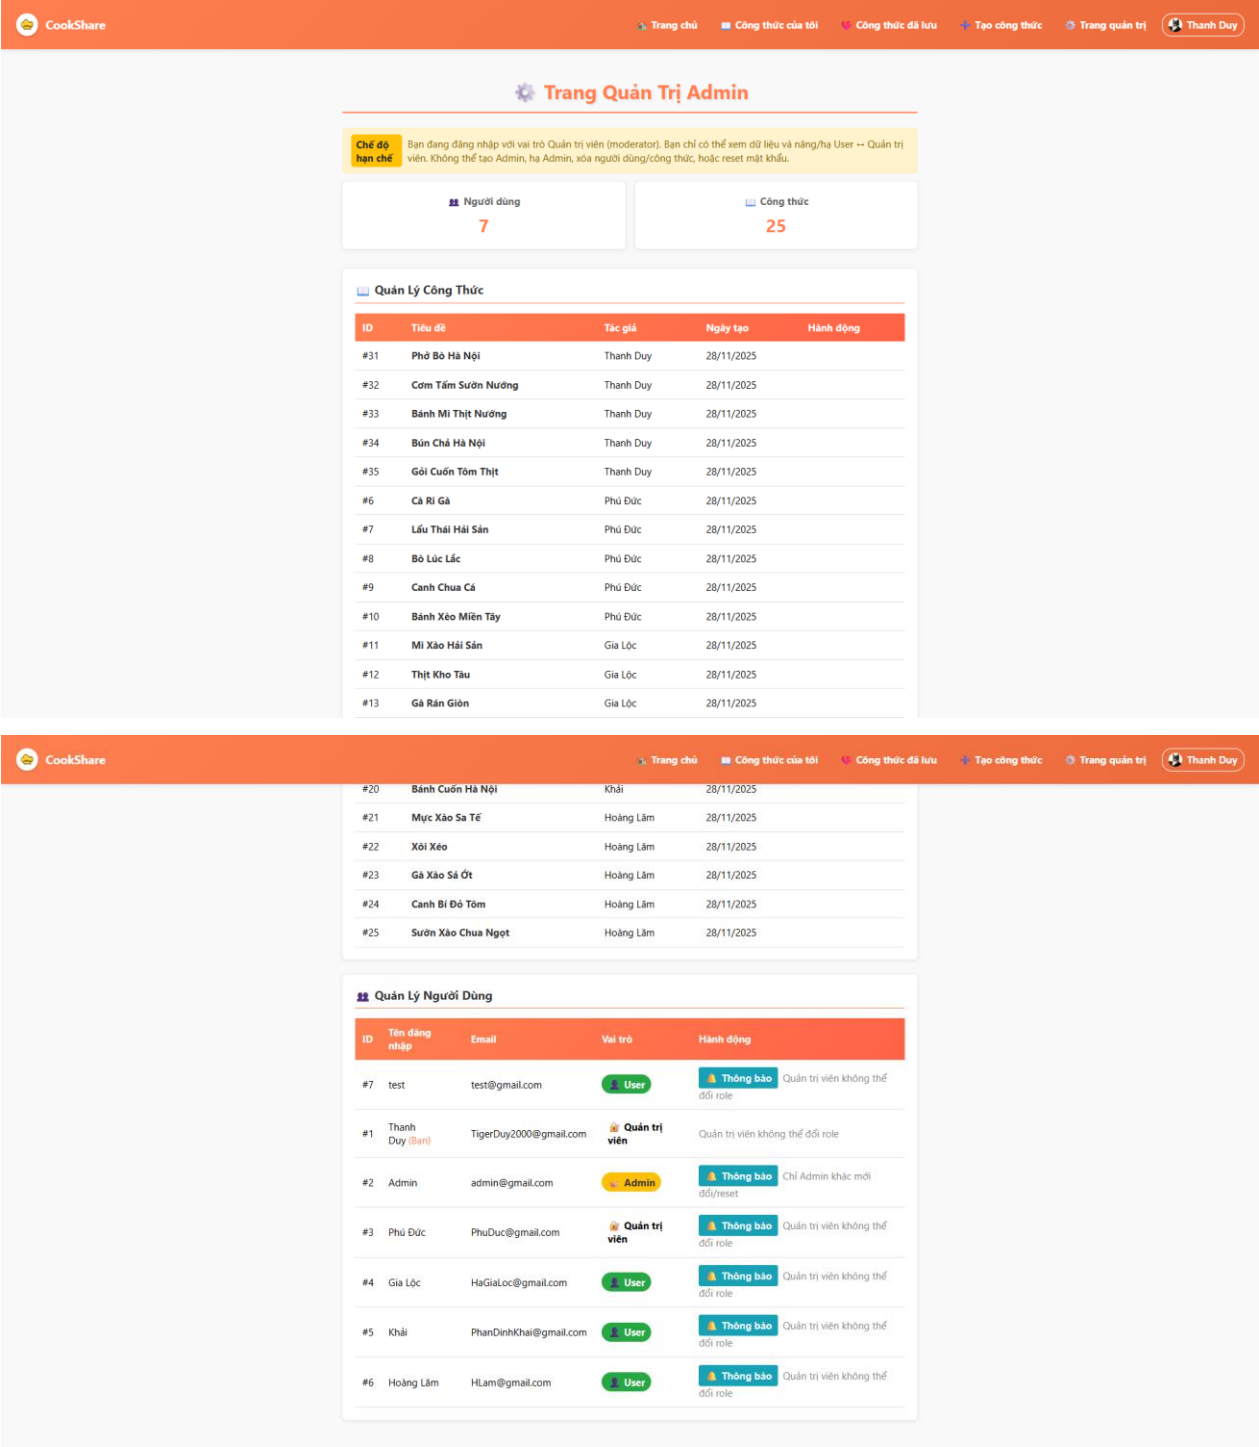 CookShare
Trang chủ
Công thức của tôi
Công thức đã lưu
Tạo công thức
Trang quản trị
Thanh Duy
Trang Quản Trị Admin
Chế độ hạn chế
Bạn đang đăng nhập với vai trò Quản trị viên (moderator). Bạn chỉ có thể xem dữ liệu và nâng/hạ User ↔ Quản trị
viên. Không thể tạo Admin, hạ Admin, xóa người dùng/công thức, hoặc reset mật khẩu.
Người dùng
7
Công thức
25
Quản Lý Công Thức
ID Tiêu đề Tác giả Ngày tạo Hành động
#31 Phở Bò Hà Nội Thanh Duy 28/11/2025
#32 Cơm Tấm Sườn Nướng Thanh Duy 28/11/2025
#33 Bánh Mì Thịt Nướng Thanh Duy 28/11/2025
#34 Bún Chả Hà Nội Thanh Duy 28/11/2025
#35 Gỏi Cuốn Tôm Thịt Thanh Duy 28/11/2025
#6 Cà Ri Gà Phú Đức 28/11/2025
#7 Lẩu Thái Hải Sản Phú Đức 28/11/2025
#8 Bò Lúc Lắc Phú Đức 28/11/2025
#9 Canh Chua Cá Phú Đức 28/11/2025
#10 Bánh Xèo Miền Tây Phú Đức 28/11/2025
#11 Mì Xào Hải Sản Gia Lộc 28/11/2025
#12 Thịt Kho Tàu Gia Lộc 28/11/2025
#13 Gà Rán Giòn Gia Lộc 28/11/2025
CookShare
Trang chủ
Công thức của tôi
Công thức đã lưu
Tạo công thức
Trang quản trị
Thanh Duy
#20 Bánh Cuốn Hà Nội Khải 28/11/2025
#21 Mực Xào Sa Tế Hoàng Lâm 28/11/2025
#22 Xôi Xéo Hoàng Lâm 28/11/2025
#23 Gà Xào Sả Ớt Hoàng Lâm 28/11/2025
#24 Canh Bí Đỏ Tôm Hoàng Lâm 28/11/2025
#25 Sườn Xào Chua Ngọt Hoàng Lâm 28/11/2025
Quản Lý Người Dùng
ID Tên đăng nhập Email Vai trò Hành động
#7 test test@gmail.com User Thông báo Quản trị viên không thể
đổi role
#1 Thanh Duy (Bạn) TigerDuy2000@gmail.com Quản trị viên Quản trị viên không thể đổi role
#2 Admin admin@gmail.com Admin Thông báo Chỉ Admin khác mới
đổi/reset
#3 Phú Đức PhuDuc@gmail.com Quản trị viên Thông báo Quản trị viên không thể
đổi role
#4 Gia Lộc HaGiaLoc@gmail.com User Thông báo Quản trị viên không thể
đổi role
#5 Khải PhanDinhKhai@gmail.com User Thông báo Quản trị viên không thể
đổi role
#6 Hoàng Lâm HLam@gmail.com User Thông báo Quản trị viên không thể
đổi role